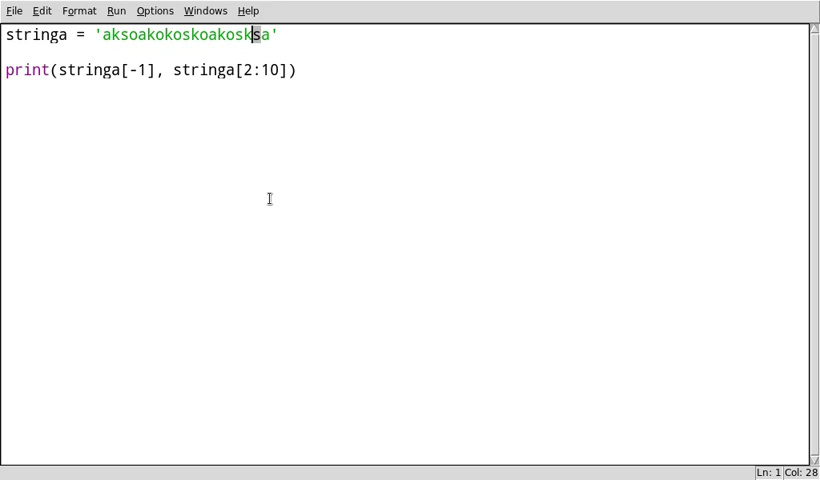 File Edit Format Run Options Windows Help
stringa = 'aksoakokoskoakosksa'
print(stringa[-1], stringa[2:10])
Ln: 1 Col: 28